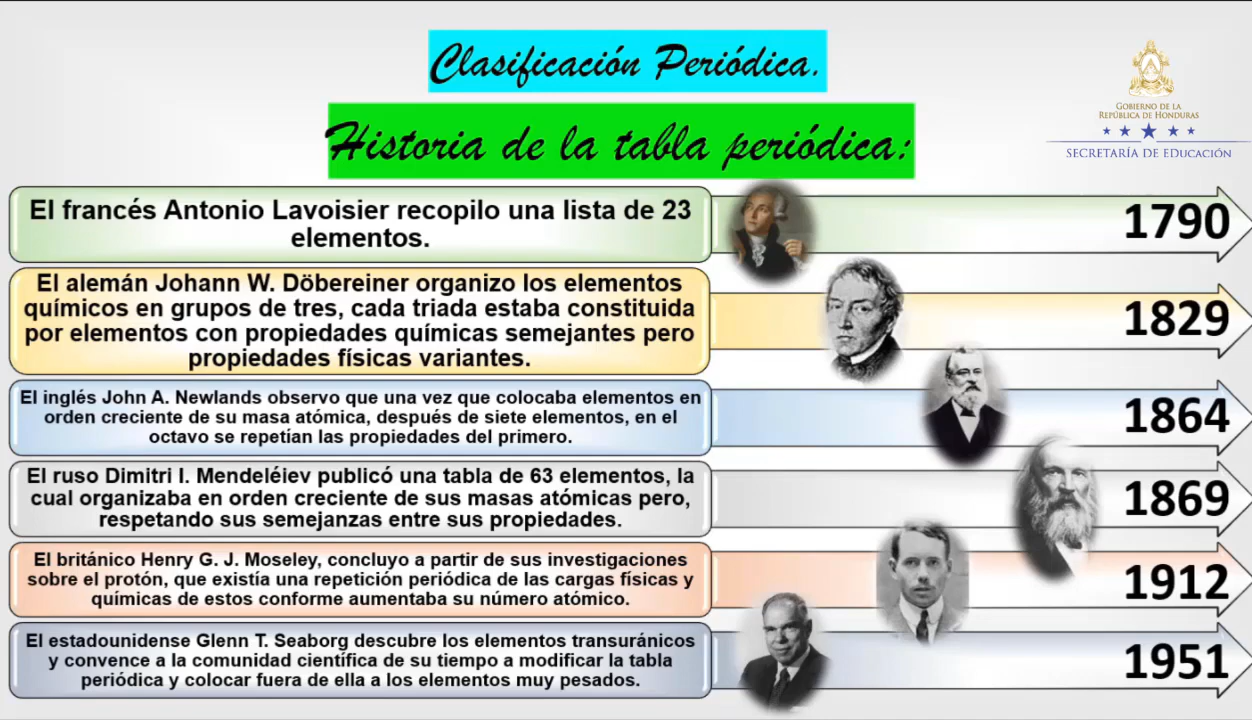 Clasificación Periódica.
Historia de la tabla periódica:
GOBIERNO DE LA
REPÚBLICA DE HONDURAS
SECRETARÍA DE EDUCACIÓN
El francés Antonio Lavoisier recopilo una lista de 23
elementos.
1790
El alemán Johann W. Döbereiner organizo los elementos
químicos en grupos de tres, cada triada estaba constituida
por elementos con propiedades químicas semejantes pero
propiedades físicas variantes.
1829
El inglés John A. Newlands observo que una vez que colocaba elementos en
orden creciente de su masa atómica, después de siete elementos, en el
octavo se repetían las propiedades del primero.
1864
El ruso Dimitri I. Mendeléiev publicó una tabla de 63 elementos, la
cual organizaba en orden creciente de sus masas atómicas pero,
respetando sus semejanzas entre sus propiedades.
1869
El británico Henry G. J. Moseley, concluyo a partir de sus investigaciones
sobre el protón, que existía una repetición periódica de las cargas físicas y
químicas de estos conforme aumentaba su número atómico.
1912
El estadounidense Glenn T. Seaborg descubre los elementos transuránicos
y convence a la comunidad científica de su tiempo a modificar la tabla
periódica y colocar fuera de ella a los elementos muy pesados.
1951